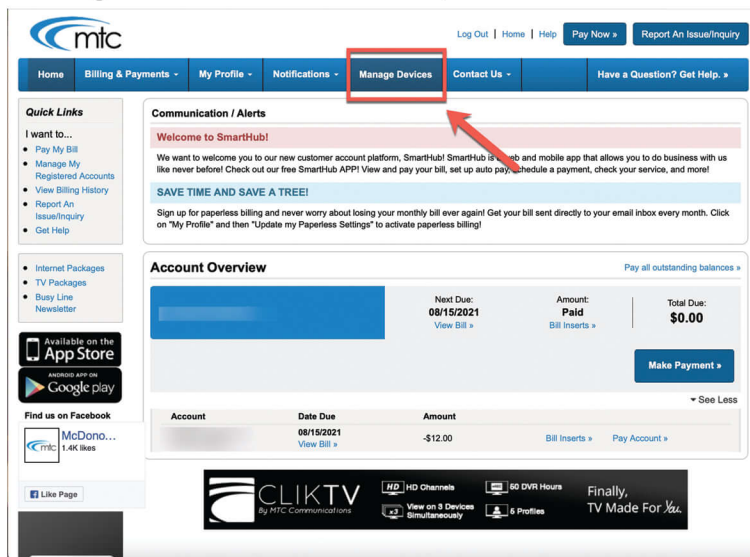 mtc
Log Out | Home | Help
Pay Now »
Report An Issue/Inquiry
Home
Billing & Payments
My Profile
Notifications
Manage Devices
Contact Us
Have a Question? Get Help. »
Quick Links
I want to...
Pay My Bill
Manage My
Registered Accounts
View Billing History
Report An
Issue/Inquiry
Get Help
Internet Packages
TV Packages
Busy Line
Newsletter
Available on the
App Store
ANDROID APP ON
Google play
Find us on Facebook
McDono...
mtc
1.4K likes
Like Page
Communication / Alerts
Welcome to SmartHub!
We want to welcome you to our new customer account platform, SmartHub! SmartHub is and mobile app that allows you to do business with us
like never before! Check out our free SmartHub APP! View and pay your bill, set up auto pay, schedule a payment, check your service, and more!
SAVE TIME AND SAVE A TREE!
Sign up for paperless billing and never worry about losing your monthly bill ever again! Get your bill sent directly to your email inbox every month. Click
on "My Profile" and then "Update my Paperless Settings" to activate paperless billing!
Account Overview
Pay all outstanding balances »
Next Due:
08/15/2021
View Bill »
Amount:
Paid
Bill Inserts »
Total Due:
$0.00
Make Payment »
See Less
Account
Date Due
Amount
08/15/2021
View Bill »
-$12.00
Bill Inserts »
Pay Account »
CLIKTV
By MTC Communications
HD HD Channels
x3 View on 3 Devices
Simultaneously
60 DVR Hours
5 Profiles
Finally,
TV Made For You.